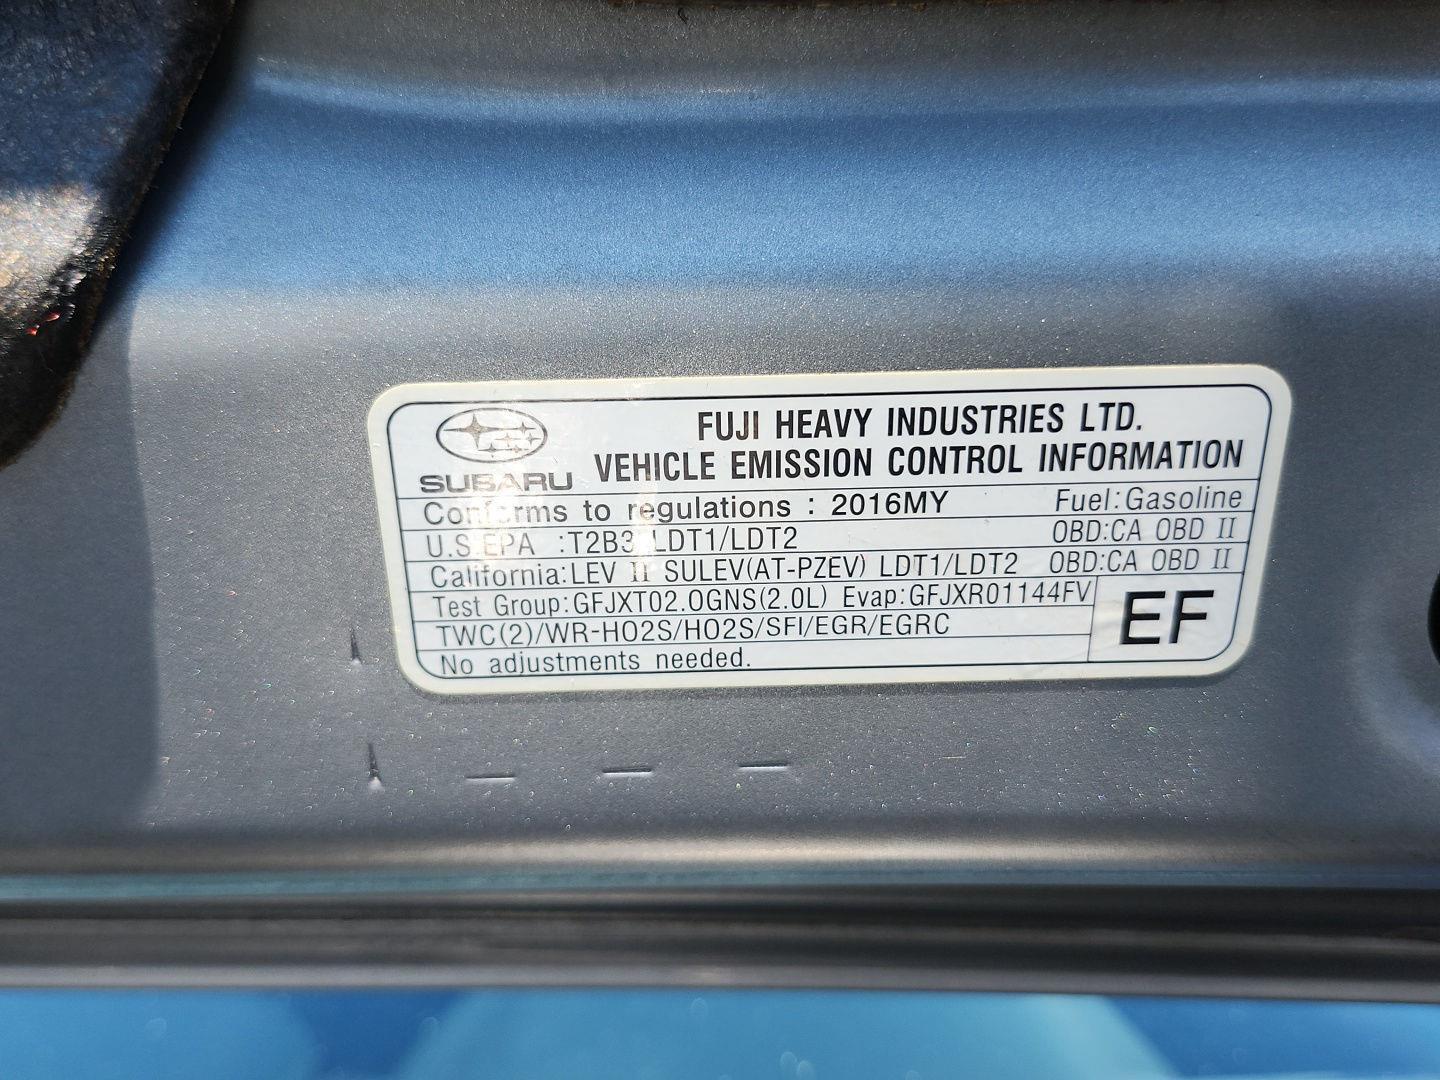 FUJI HEAVY INDUSTRIES LTD.
SUBARU VEHICLE EMISSION CONTROL INFORMATION
Conforms to regulations : 2016MY Fuel:Gasoline
U.S.EPA :T2B3 LDT1/LDT2 OBD:CA OBD II
California:LEV II SULEV(AT-PZEV) LDT1/LDT2 OBD:CA OBD II
Test Group:GFJXT02.0GNS(2.0L) Evap:GFJXR01144FV
TWC(2)/WR-HO2S/HO2S/SFI/EGR/EGRC
EF
No adjustments needed.